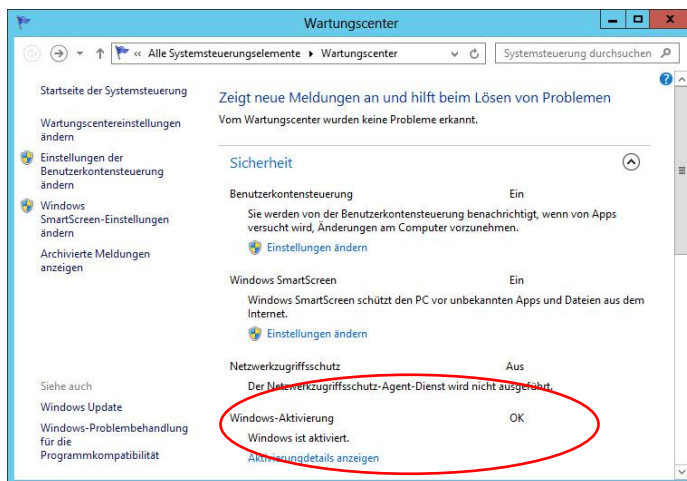 Wartungscenter
« Alle Systemsteuerungselemente ▸ Wartungscenter
Systemsteuerung durchsuchen
Startseite der Systemsteuerung
Wartungscentereinstellungen
ändern
Einstellungen der
Benutzerkontensteuerung
ändern
Windows
SmartScreen-Einstellungen
ändern
Archivierte Meldungen
anzeigen
Siehe auch
Windows Update
Windows-Problembehandlung
für die
Programmkompatibilität
Zeigt neue Meldungen an und hilft beim Lösen von Problemen
Vom Wartungscenter wurden keine Probleme erkannt.
Sicherheit
Benutzerkontensteuerung Ein
Sie werden von der Benutzerkontensteuerung benachrichtigt, wenn von Apps
versucht wird, Änderungen am Computer vorzunehmen.
Einstellungen ändern
Windows SmartScreen Ein
Windows SmartScreen schützt den PC vor unbekannten Apps und Dateien aus dem
Internet.
Einstellungen ändern
Netzwerkzugriffsschutz Aus
Der Netzwerkzugriffsschutz-Agent-Dienst wird nicht ausgeführt.
Windows-Aktivierung OK
Windows ist aktiviert.
Aktivierungdetails anzeigen